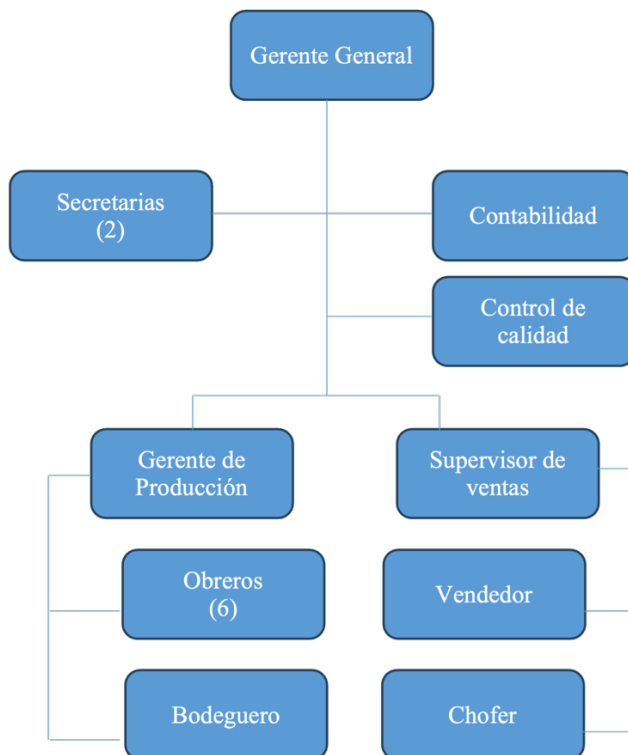 Gerente General
Secretarias
(2)
Contabilidad
Control de
calidad
Gerente de
Producción
Supervisor de
ventas
Obreros
(6)
Vendedor
Bodeguero
Chofer